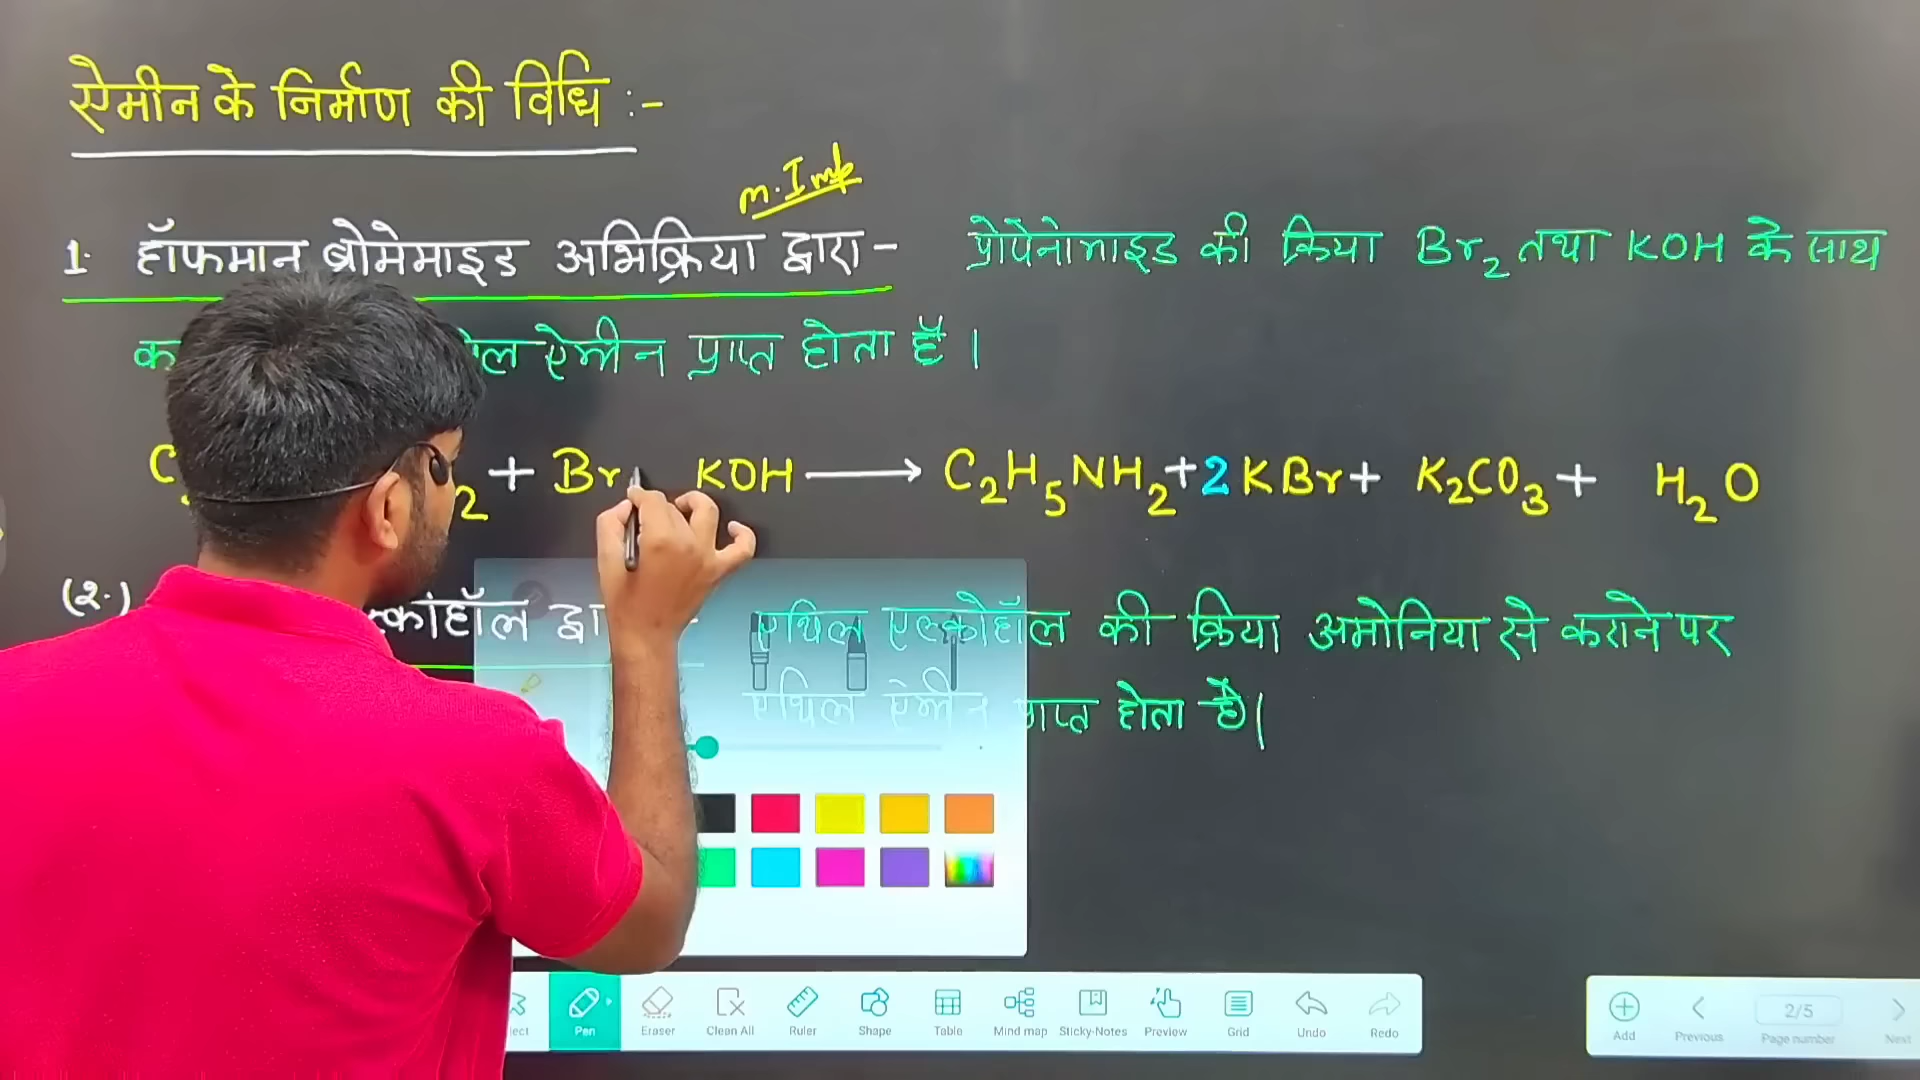 ऐमीन के निर्माण की विधि :-
m. Imp
1. हॉफमान ब्रोमेमाइड अभिक्रिया द्वारा - प्रोपेनोमाइड की क्रिया Br2 तथा KOH के साथ
ऐमीन प्राप्त होता है।
C 2 + Br KOH ⟶ C2H5NH2 + 2KBr + K2CO3 + H2O
(2.) द्वा एथिल एल्कोहॉल की क्रिया अमोनिया से कराने पर
एथिल ऐमीन प्राप्त होता है।
Pen Eraser Clean All Ruler Shape Table Mind map Sticky-Notes Preview Grid Undo Redo Add Previous 2/5 Page number Next